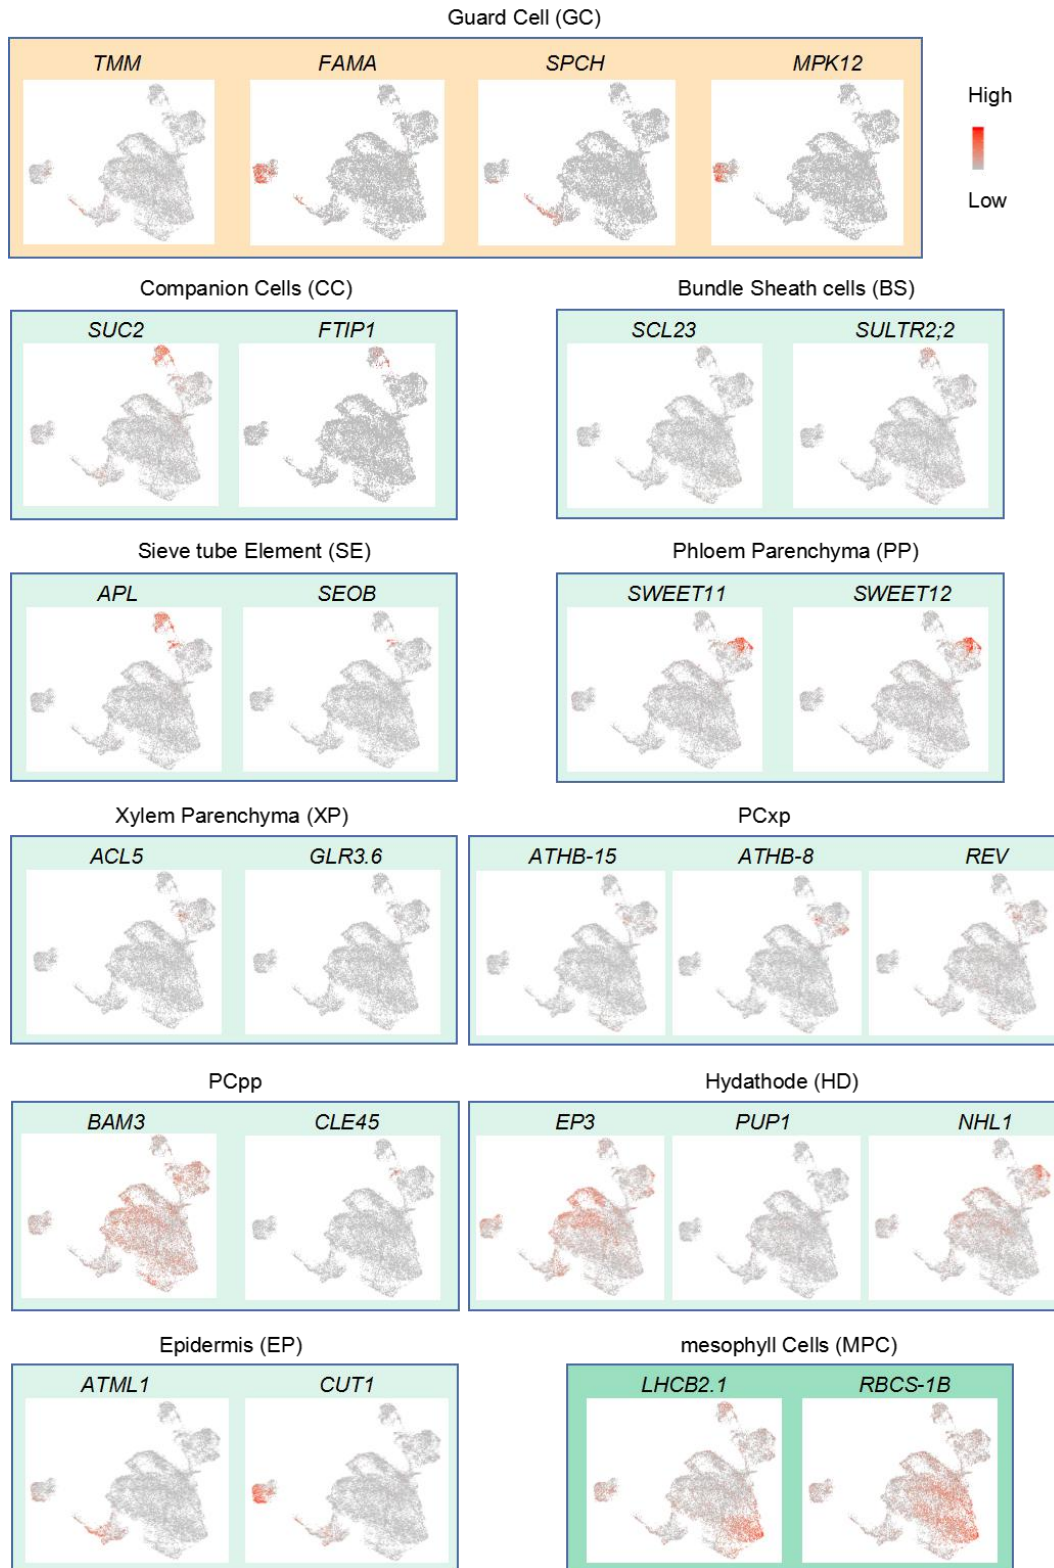 Guard Cell (GC)
TMM FAMA SPCH MPK12
High
Low
Companion Cells (CC) Bundle Sheath cells (BS)
SUC2 FTIP1 SCL23 SULTR2;2
Sieve tube Element (SE) Phloem Parenchyma (PP)
APL SEOB SWEET11 SWEET12
Xylem Parenchyma (XP) PCxp
ACL5 GLR3.6 ATHB-15 ATHB-8 REV
PCpp Hydathode (HD)
BAM3 CLE45 EP3 PUP1 NHL1
Epidermis (EP) mesophyll Cells (MPC)
ATML1 CUT1 LHCB2.1 RBCS-1B